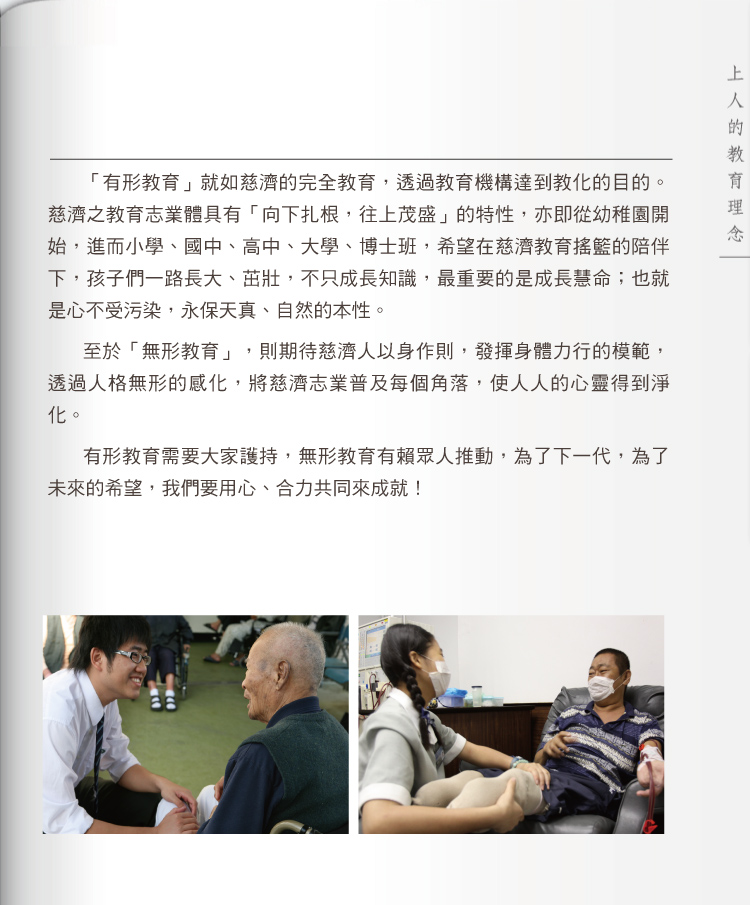 上人的教育理念
「有形教育」就如慈濟的完全教育，透過教育機構達到教化的目的。
慈濟之教育志業體具有「向下扎根，往上茂盛」的特性，亦即從幼稚園開
始，進而小學、國中、高中、大學、博士班，希望在慈濟教育搖籃的陪伴
下，孩子們一路長大、茁壯，不只成長知識，最重要的是成長慧命；也就
是心不受污染，永保天真、自然的本性。
至於「無形教育」，則期待慈濟人以身作則，發揮身體力行的模範，
透過人格無形的感化，將慈濟志業普及每個角落，使人人的心靈得到淨
化。
有形教育需要大家護持，無形教育有賴眾人推動，為了下一代，為了
未來的希望，我們要用心、合力共同來成就！